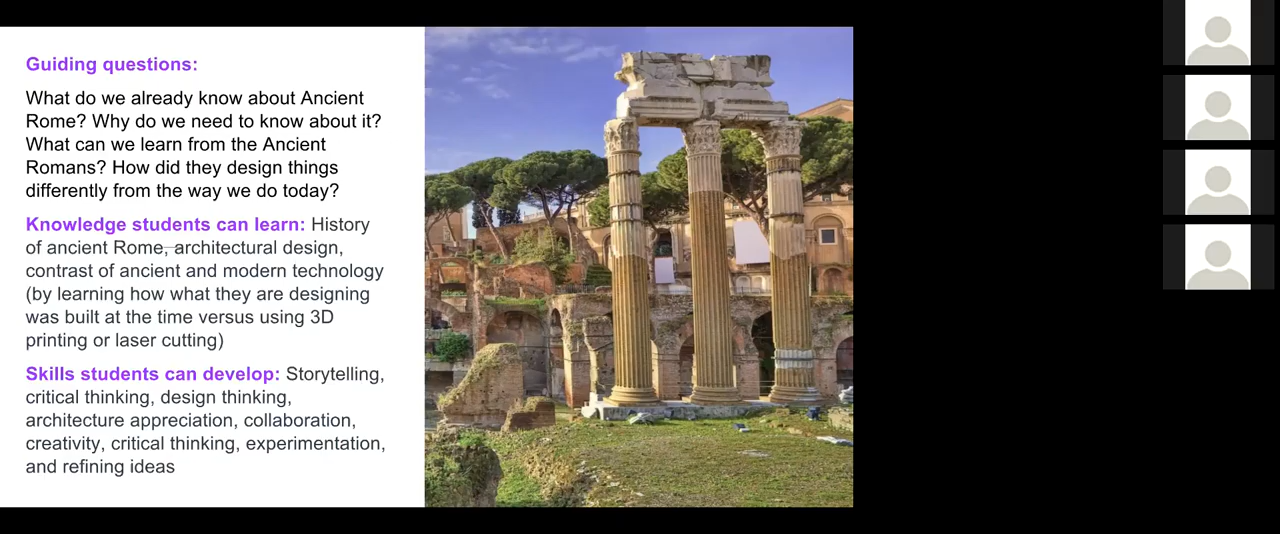 Guiding questions:
What do we already know about Ancient
Rome? Why do we need to know about it?
What can we learn from the Ancient
Romans? How did they design things
differently from the way we do today?
Knowledge students can learn: History
of ancient Rome, architectural design,
contrast of ancient and modern technology
(by learning how what they are designing
was built at the time versus using 3D
printing or laser cutting)
Skills students can develop: Storytelling,
critical thinking, design thinking,
architecture appreciation, collaboration,
creativity, critical thinking, experimentation,
and refining ideas